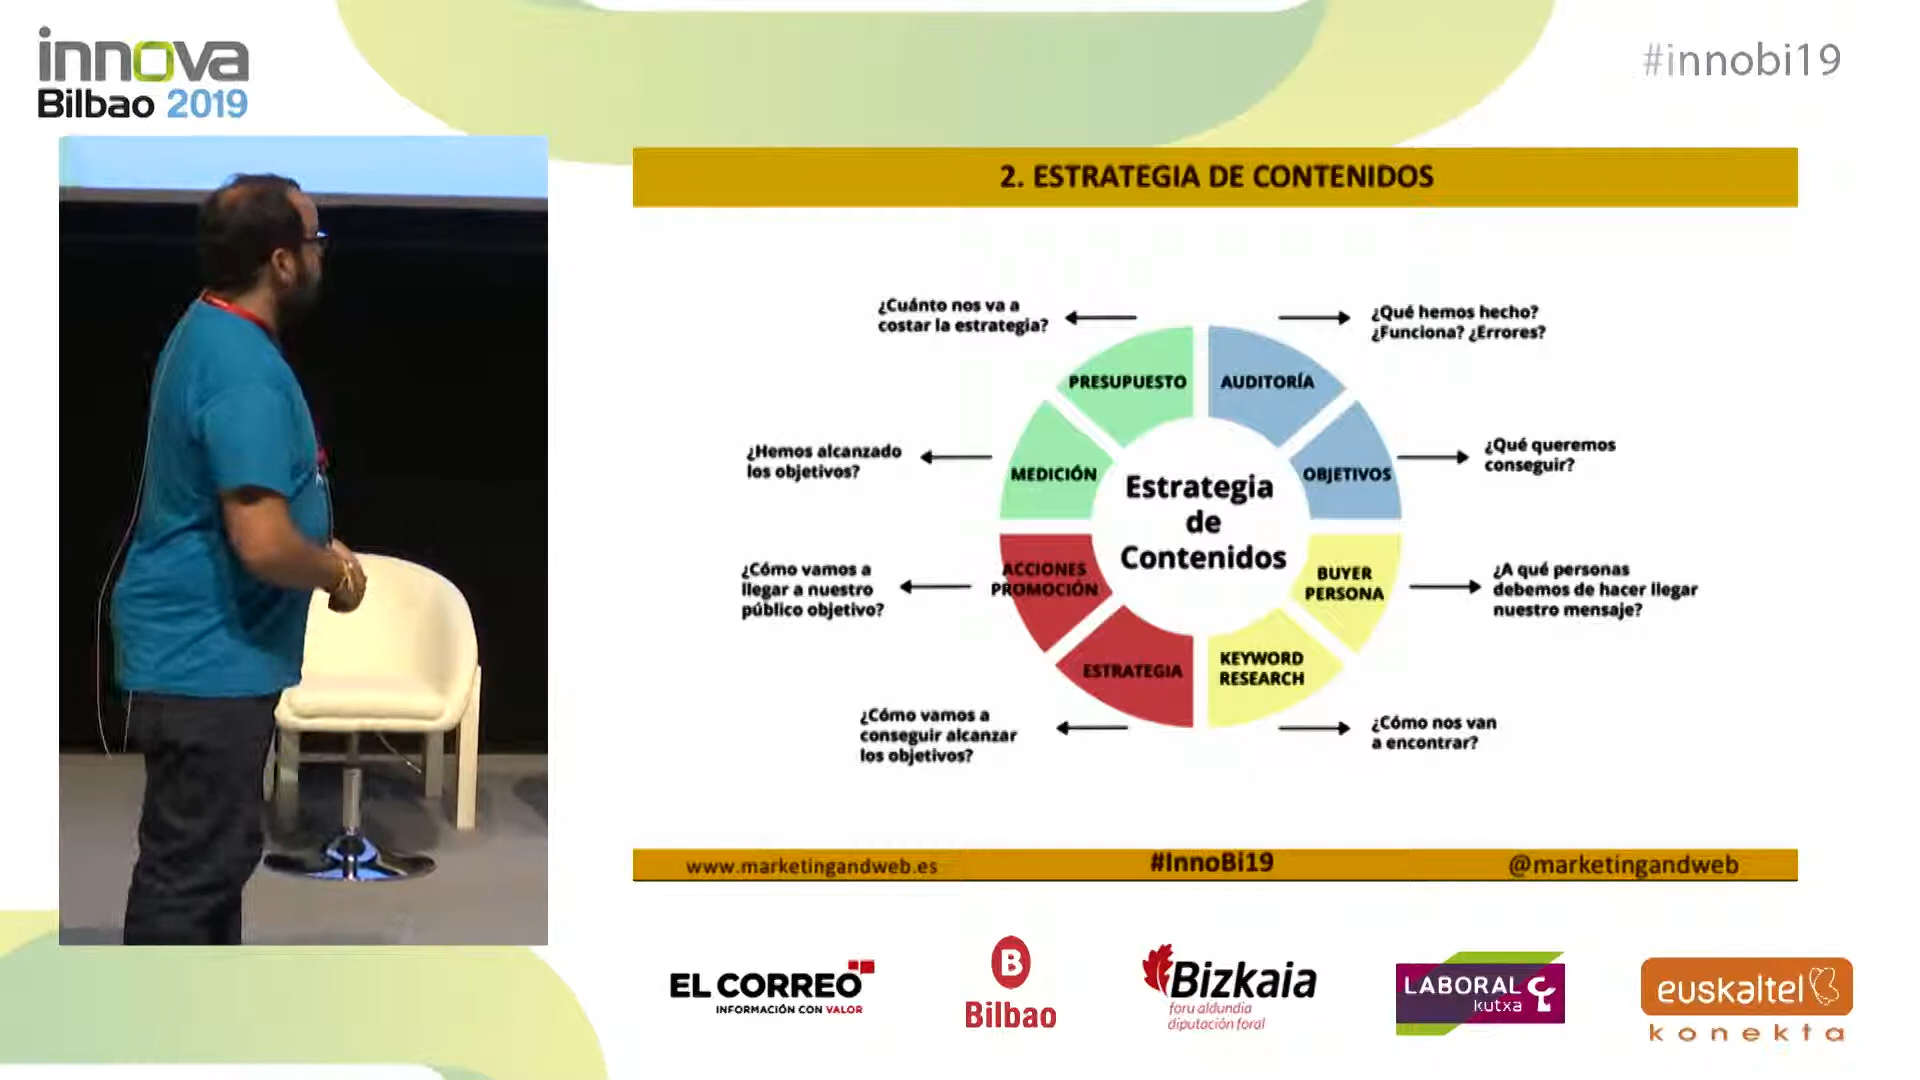 innova
Bilbao 2019
#innobi19
2. ESTRATEGIA DE CONTENIDOS
¿Cuánto nos va a
costar la estrategia?
¿Qué hemos hecho?
¿Funciona? ¿Errores?
PRESUPUESTO
AUDITORÍA
¿Hemos alcanzado
los objetivos?
¿Qué queremos
conseguir?
MEDICIÓN
OBJETIVOS
Estrategia
de
Contenidos
¿Cómo vamos a
llegar a nuestro
público objetivo?
ACCIONES
PROMOCIÓN
BUYER
PERSONA
¿A qué personas
debemos de hacer llegar
nuestro mensaje?
ESTRATEGIA
KEYWORD
RESEARCH
¿Cómo vamos a
conseguir alcanzar
los objetivos?
¿Cómo nos van
a encontrar?
www.marketingandweb.es
#InnoBi19
@marketingandweb
EL CORREO
INFORMACIÓN CON VALOR
B
Bilbao
Bizkaia
foru aldundia
diputación foral
LABORAL
kutxa
euskaltel
konekta